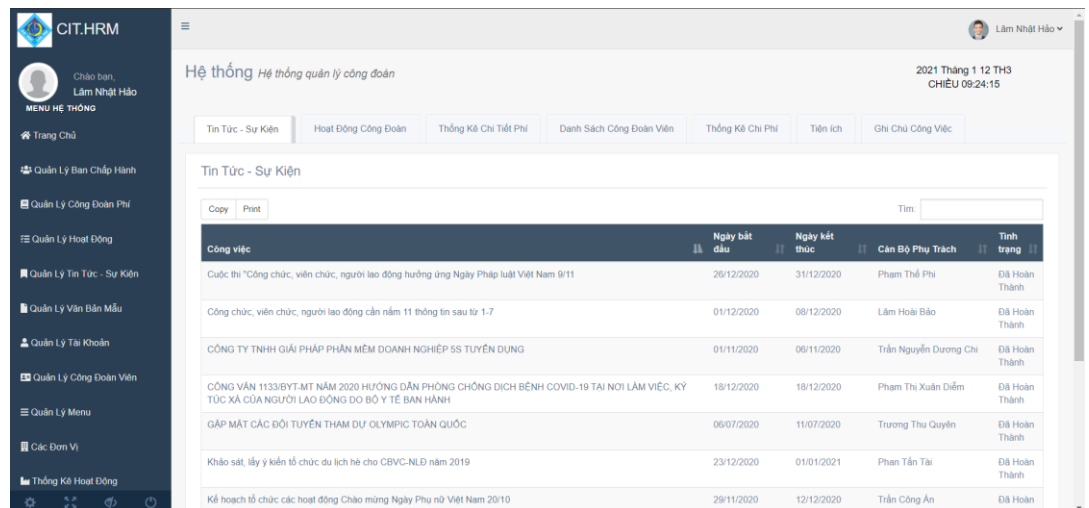 CIT.HRM
Lâm Nhật Hảo
Chào bạn,
Lâm Nhật Hảo
MENU HỆ THỐNG
Trang Chủ
Quản Lý Ban Chấp Hành
Quản Lý Công Đoàn Phí
Quản Lý Hoạt Động
Quản Lý Tin Tức - Sự Kiện
Quản Lý Văn Bản Mẫu
Quản Lý Tài Khoản
Quản Lý Công Đoàn Viên
Quản Lý Menu
Các Đơn Vị
Thống Kê Hoạt Động
Hệ thống Hệ thống quản lý công đoàn
2021 Tháng 1 12 TH3
CHIỀU 09:24:15
Tin Tức - Sự Kiện Hoạt Động Công Đoàn Thống Kê Chi Tiết Phí Danh Sách Công Đoàn Viên Thống Kê Chi Phí Tiện ích Ghi Chú Công Việc
Tin Tức - Sự Kiện
Copy Print Tìm:
Công việc Ngày bắt đầu Ngày kết thúc Cán Bộ Phụ Trách Tình trạng
Cuộc thi "Công chức, viên chức, người lao động hưởng ứng Ngày Pháp luật Việt Nam 9/11 26/12/2020 31/12/2020 Phạm Thế Phi Đã Hoàn Thành
Công chức, viên chức, người lao động cần nắm 11 thông tin sau từ 1-7 01/12/2020 08/12/2020 Lâm Hoài Bảo Đã Hoàn Thành
CÔNG TY TNHH GIẢI PHÁP PHẦN MỀM DOANH NGHIỆP 5S TUYỂN DỤNG 01/11/2020 06/11/2020 Trần Nguyễn Dương Chi Đã Hoàn Thành
CÔNG VĂN 1133/BYT-MT NĂM 2020 HƯỚNG DẪN PHÒNG CHỐNG DỊCH BỆNH COVID-19 TẠI NƠI LÀM VIỆC, KÝ 18/12/2020 18/12/2020 Phạm Thị Xuân Diễm Đã Hoàn
TÚC XÁ CỦA NGƯỜI LAO ĐỘNG DO BỘ Y TẾ BAN HÀNH Thành
GẶP MẶT CÁC ĐỘI TUYỂN THAM DỰ OLYMPIC TOÀN QUỐC 06/07/2020 11/07/2020 Trương Thu Quyên Đã Hoàn Thành
Khảo sát, lấy ý kiến tổ chức du lịch hè cho CBVC-NLĐ năm 2019 23/12/2020 01/01/2021 Phan Tấn Tài Đã Hoàn Thành
Kế hoạch tổ chức các hoạt động Chào mừng Ngày Phụ nữ Việt Nam 20/10 29/11/2020 12/12/2020 Trần Công Án Đã Hoàn